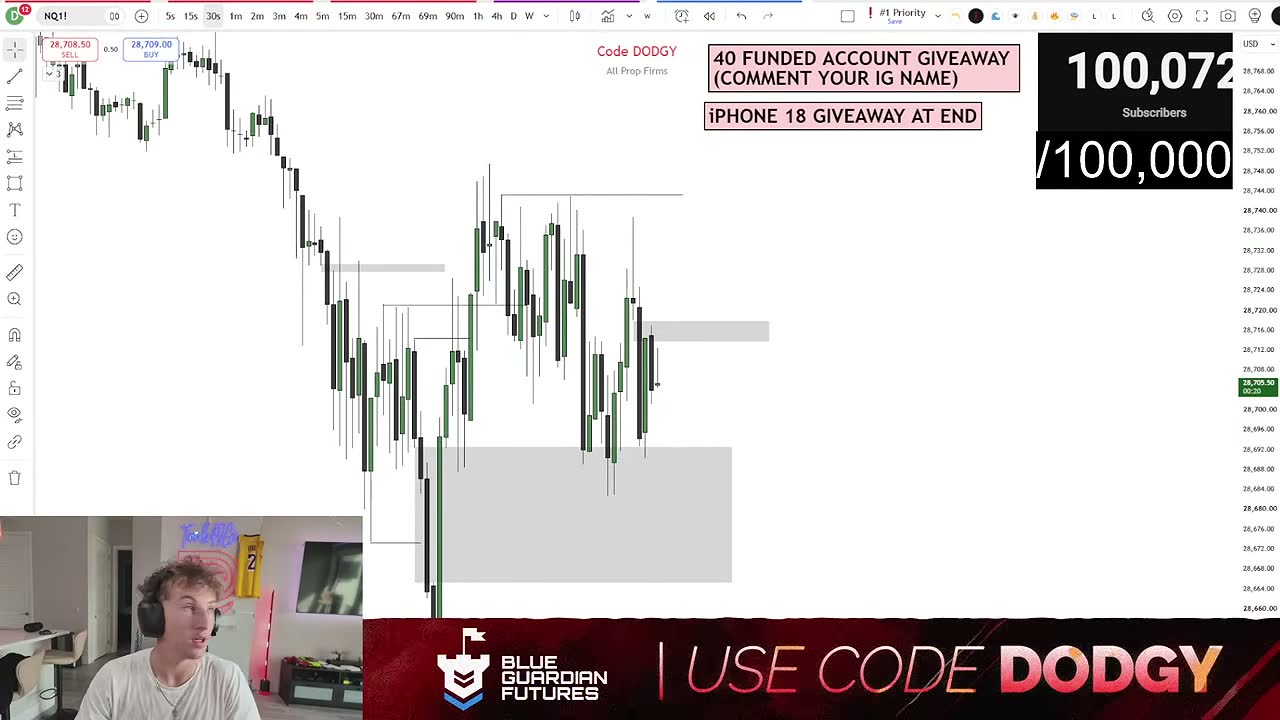 D 12 NQ1! 5s 15s 30s 1m 2m 3m 4m 5m 15m 30m 67m 69m 90m 1h 4h D W #1 Priority Save L L
28,708.50 SELL 0.50 28,709.00 BUY
3
Code DODGY
All Prop Firms
40 FUNDED ACCOUNT GIVEAWAY
(COMMENT YOUR IG NAME)
iPHONE 18 GIVEAWAY AT END
100,072
Subscribers
/100,000
USD
28,768.00
28,764.00
28,760.00
28,756.00
28,752.00
28,748.00
28,744.00
28,740.00
28,736.00
28,732.00
28,728.00
28,724.00
28,720.00
28,716.00
28,712.00
28,708.00
28,705.50
00:20
28,700.00
28,696.00
28,692.00
28,688.00
28,684.00
28,680.00
28,676.00
28,672.00
28,668.00
28,664.00
28,660.00
BLUE
GUARDIAN
FUTURES
USE CODE DODGY